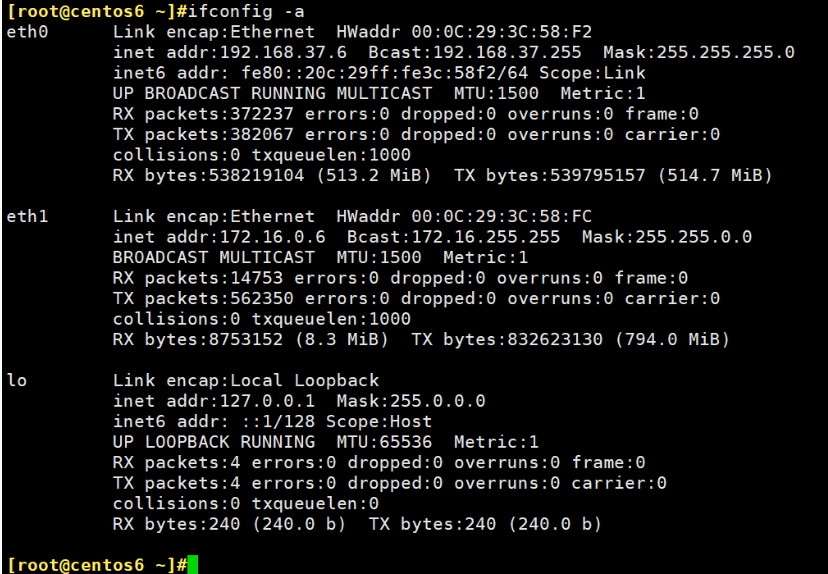 [root@centos6 ~]#ifconfig -a
eth0      Link encap:Ethernet  HWaddr 00:0C:29:3C:58:F2
          inet addr:192.168.37.6  Bcast:192.168.37.255  Mask:255.255.255.0
          inet6 addr: fe80::20c:29ff:fe3c:58f2/64 Scope:Link
          UP BROADCAST RUNNING MULTICAST  MTU:1500  Metric:1
          RX packets:372237 errors:0 dropped:0 overruns:0 frame:0
          TX packets:382067 errors:0 dropped:0 overruns:0 carrier:0
          collisions:0 txqueuelen:1000
          RX bytes:538219104 (513.2 MiB)  TX bytes:539795157 (514.7 MiB)

eth1      Link encap:Ethernet  HWaddr 00:0C:29:3C:58:FC
          inet addr:172.16.0.6  Bcast:172.16.255.255  Mask:255.255.0.0
          BROADCAST MULTICAST  MTU:1500  Metric:1
          RX packets:14753 errors:0 dropped:0 overruns:0 frame:0
          TX packets:562350 errors:0 dropped:0 overruns:0 carrier:0
          collisions:0 txqueuelen:1000
          RX bytes:8753152 (8.3 MiB)  TX bytes:832623130 (794.0 MiB)

lo        Link encap:Local Loopback
          inet addr:127.0.0.1  Mask:255.0.0.0
          inet6 addr: ::1/128 Scope:Host
          UP LOOPBACK RUNNING  MTU:65536  Metric:1
          RX packets:4 errors:0 dropped:0 overruns:0 frame:0
          TX packets:4 errors:0 dropped:0 overruns:0 carrier:0
          collisions:0 txqueuelen:0
          RX bytes:240 (240.0 b)  TX bytes:240 (240.0 b)

[root@centos6 ~]#